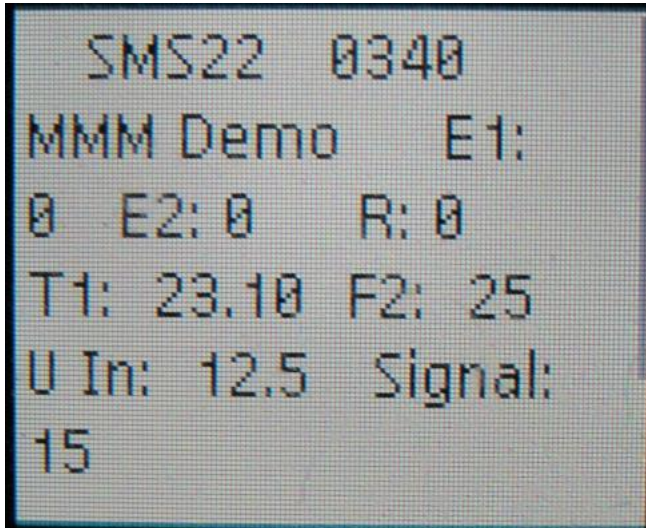 SMS22 0340
MMM Demo E1:
0 E2: 0 R: 0
T1: 23.10 F2: 25
U In: 12.5 Signal:
15